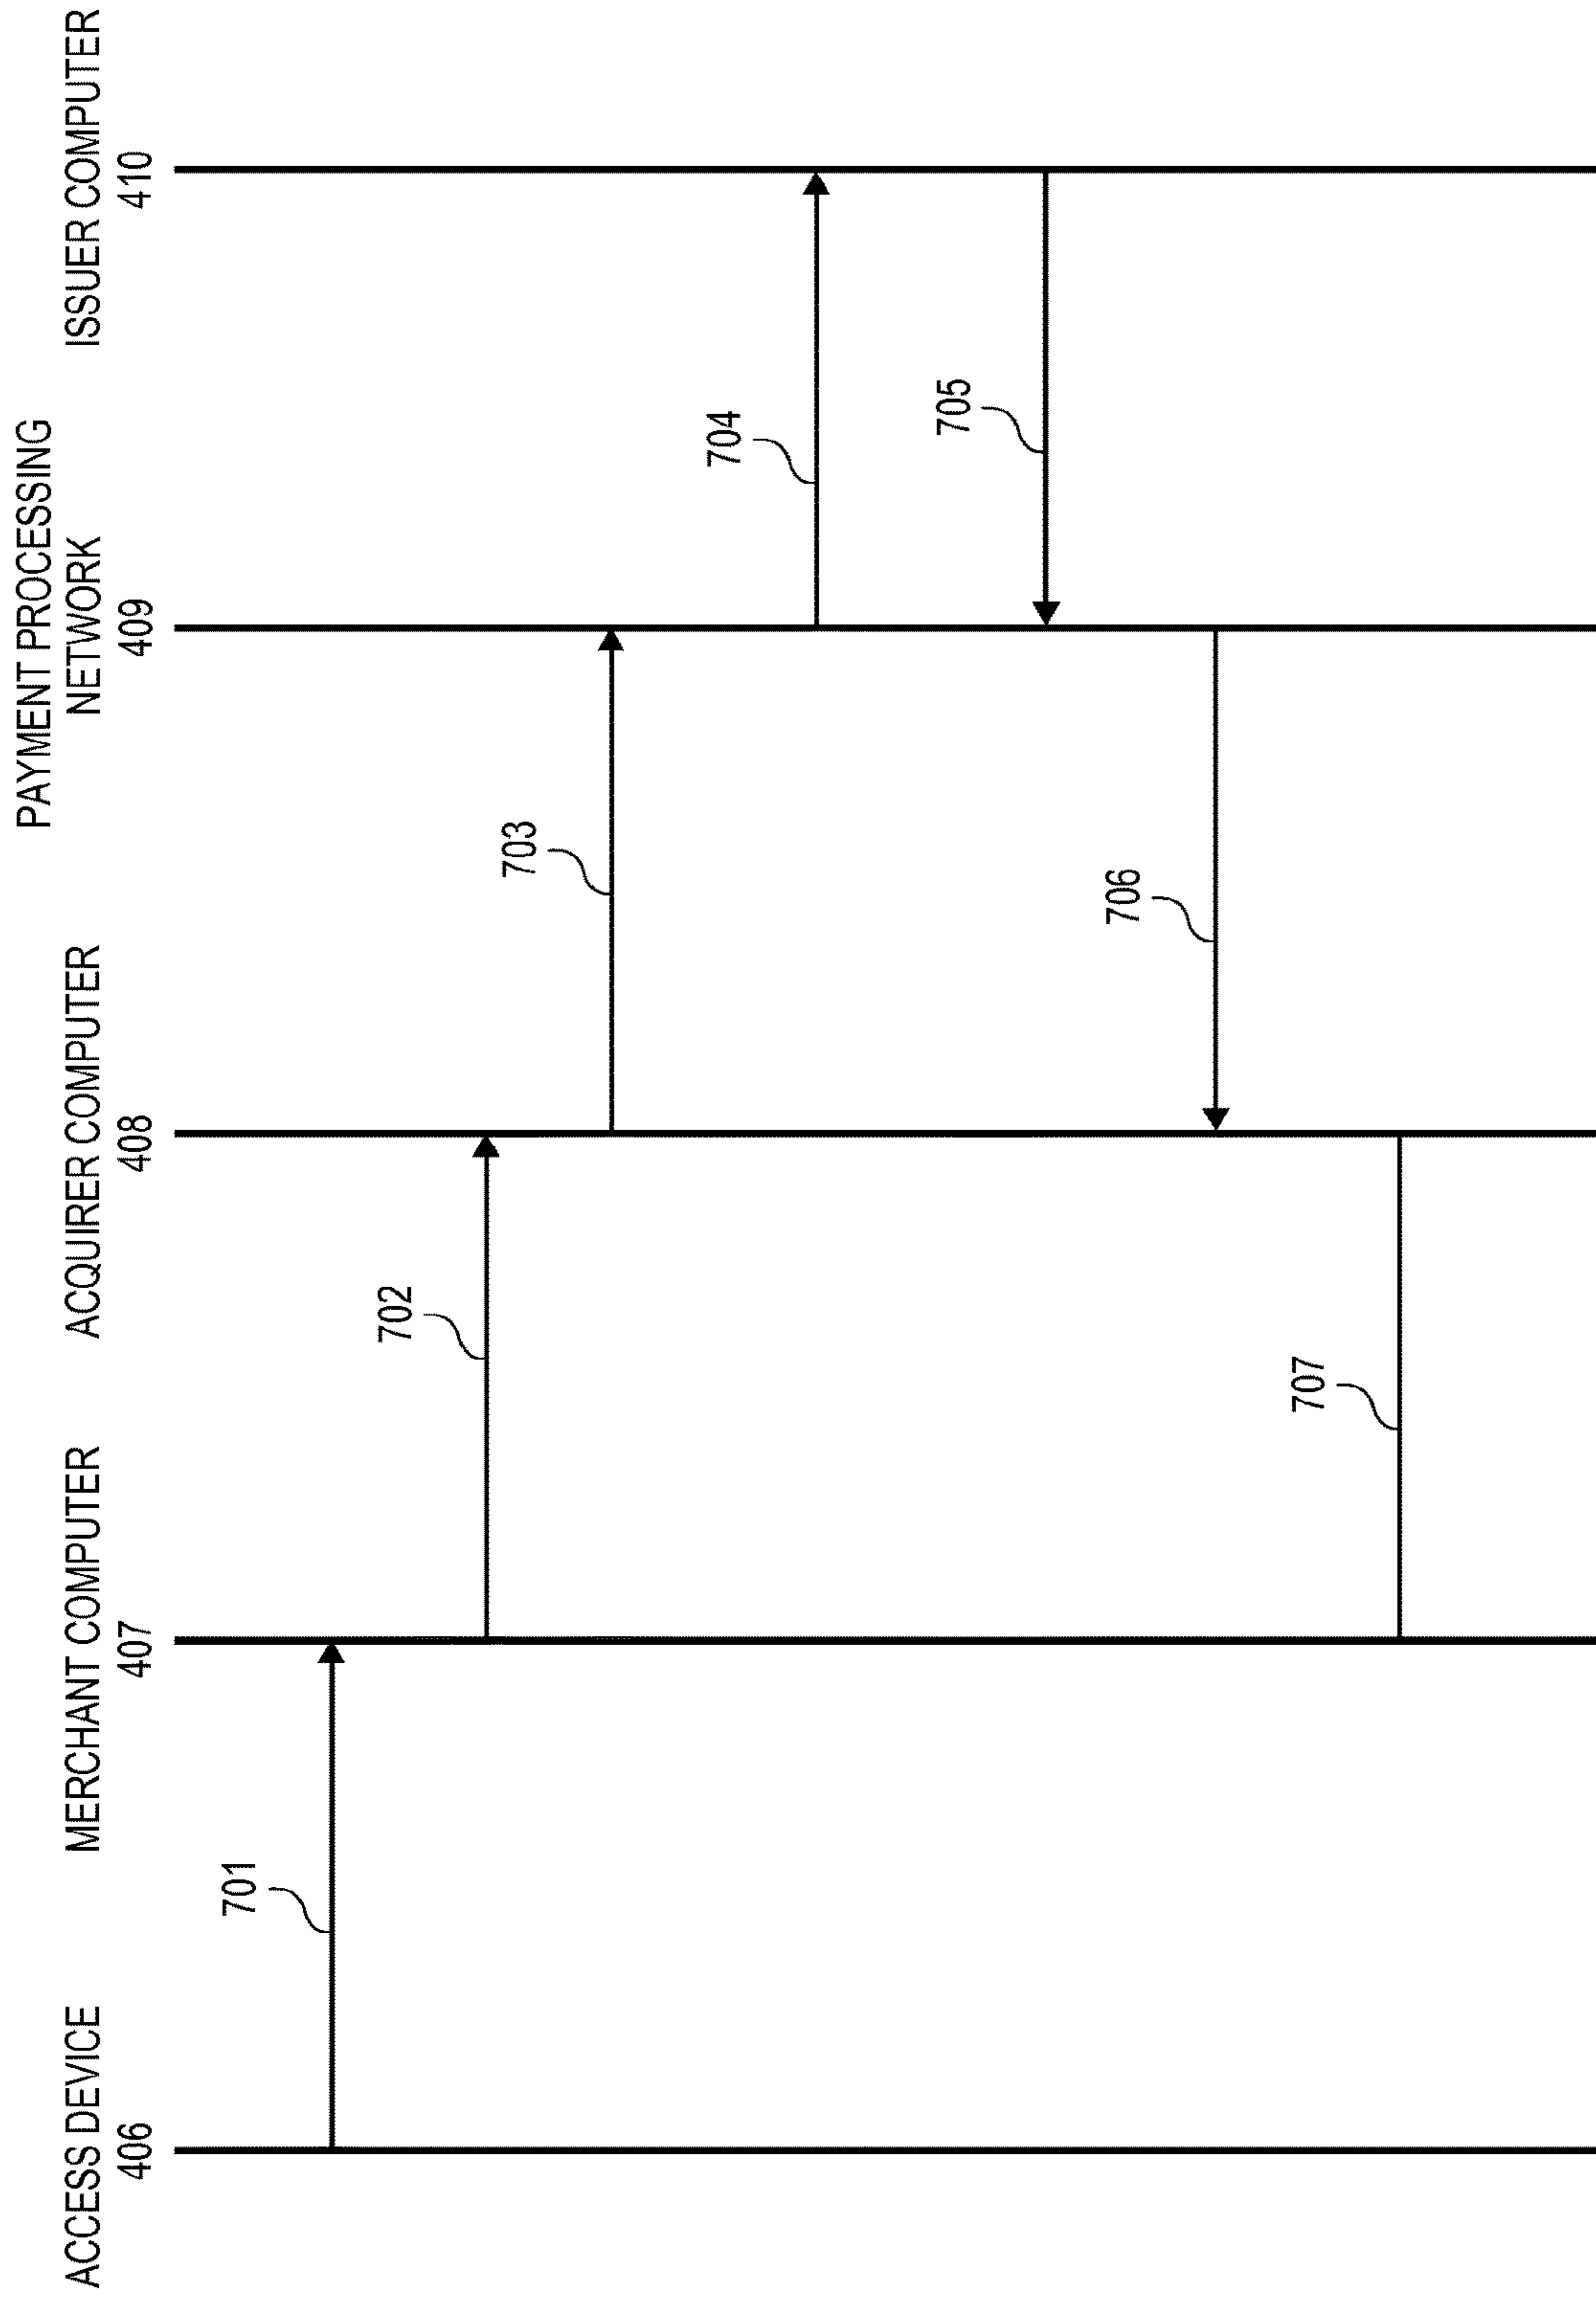 ACCESS DEVICE
406
MERCHANT COMPUTER
407
ACQUIRER COMPUTER
408
PAYMENT PROCESSING
NETWORK
409
ISSUER COMPUTER
410
701
702
703
704
705
706
707